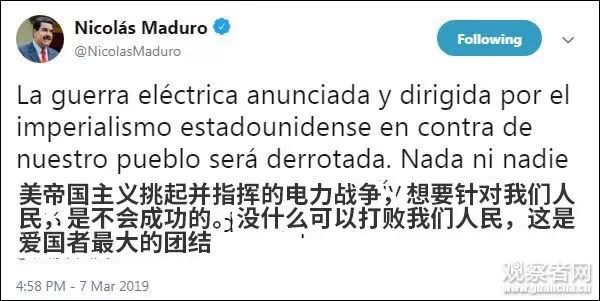 Nicolás Maduro
@NicolasMaduro
Following
La guerra eléctrica anunciada y dirigida por el
imperialismo estadounidense en contra de
nuestro pueblo será derrotada. Nada ni nadie
美帝国主义挑起并指挥的电力战争,想要针对我们人
民,是不会成功的。没什么可以打败我们人民，这是
爱国者最大的团结
4:58 PM - 7 Mar 2019
观察者网
www.guancha.cn